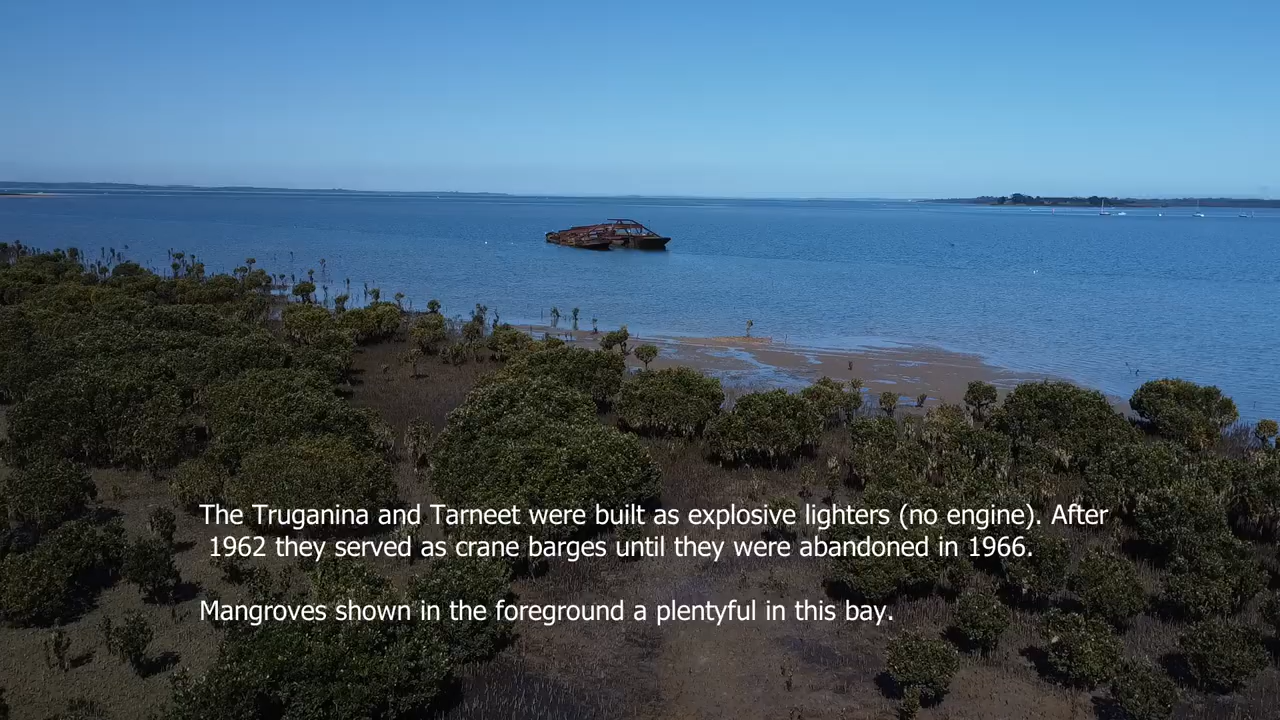 The Truganina and Tarneet were built as explosive lighters (no engine). After
1962 they served as crane barges until they were abandoned in 1966.
Mangroves shown in the foreground a plentyful in this bay.